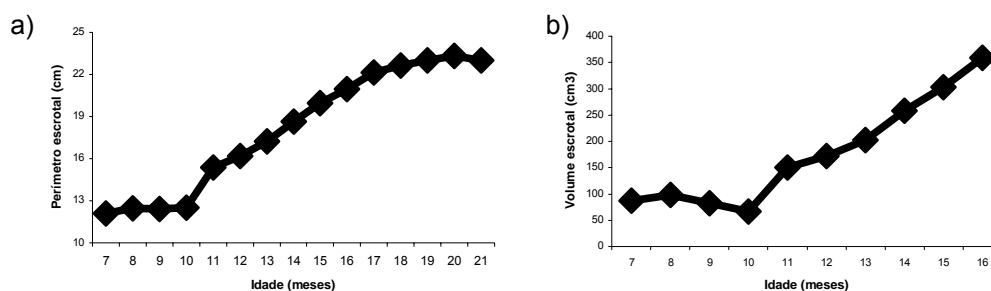 a)
Perímetro escrotal (cm)
25
22
19
16
13
10
7 8 9 10 11 12 13 14 15 16 17 18 19 20 21
Idade (meses)
b)
Volume escrotal (cm3)
400
350
300
250
200
150
100
50
0
7 8 9 10 11 12 13 14 15 16
Idade (meses)